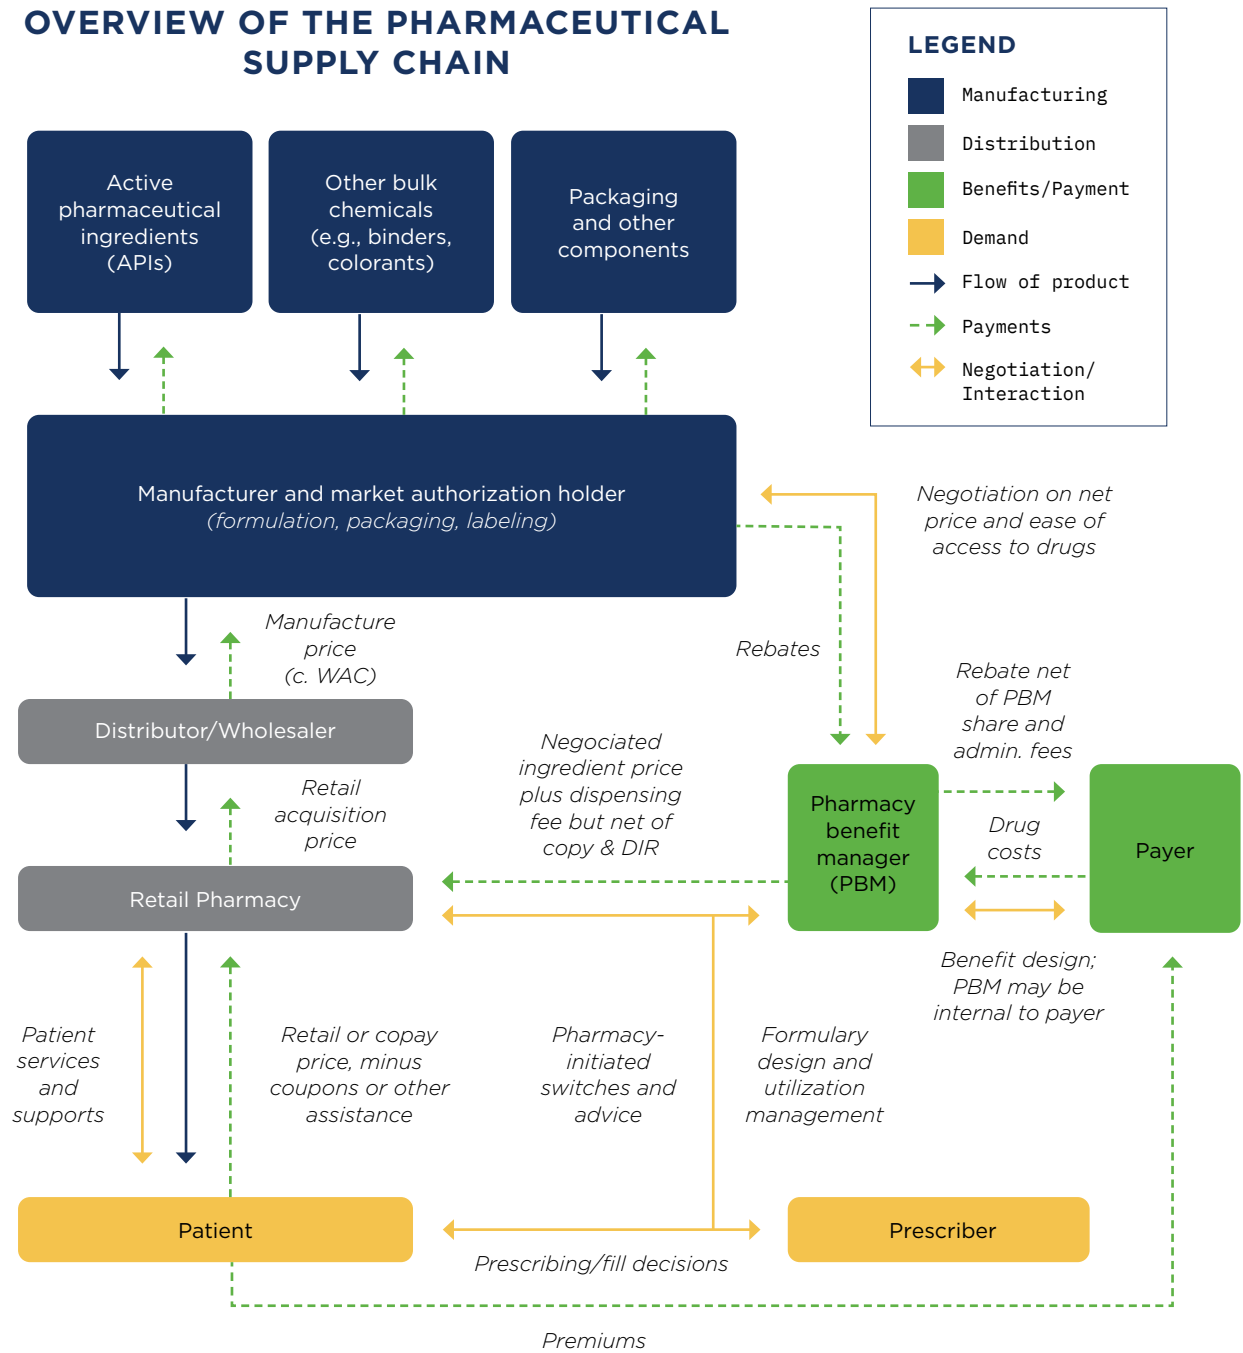 OVERVIEW OF THE PHARMACEUTICAL
SUPPLY CHAIN
LEGEND
Manufacturing
Distribution
Benefits/Payment
Demand
Flow of product
Payments
Negotiation/
Interaction
Active
pharmaceutical
ingredients
(APIs)
Other bulk
chemicals
(e.g., binders,
colorants)
Packaging
and other
components
Manufacturer and market authorization holder
(formulation, packaging, labeling)
Negotiation on net
price and ease of
access to drugs
Manufacture
price
(c. WAC)
Rebates
Rebate net
of PBM
share and
admin. fees
Distributor/Wholesaler
Negociated
ingredient price
plus dispensing
fee but net of
copy & DIR
Retail
acquisition
price
Pharmacy
benefit
manager
(PBM)
Drug
costs
Payer
Retail Pharmacy
Benefit design;
PBM may be
internal to payer
Patient
services
and
supports
Retail or copay
price, minus
coupons or other
assistance
Pharmacy-
initiated
switches and
advice
Formulary
design and
utilization
management
Patient
Prescriber
Prescribing/fill decisions
Premiums